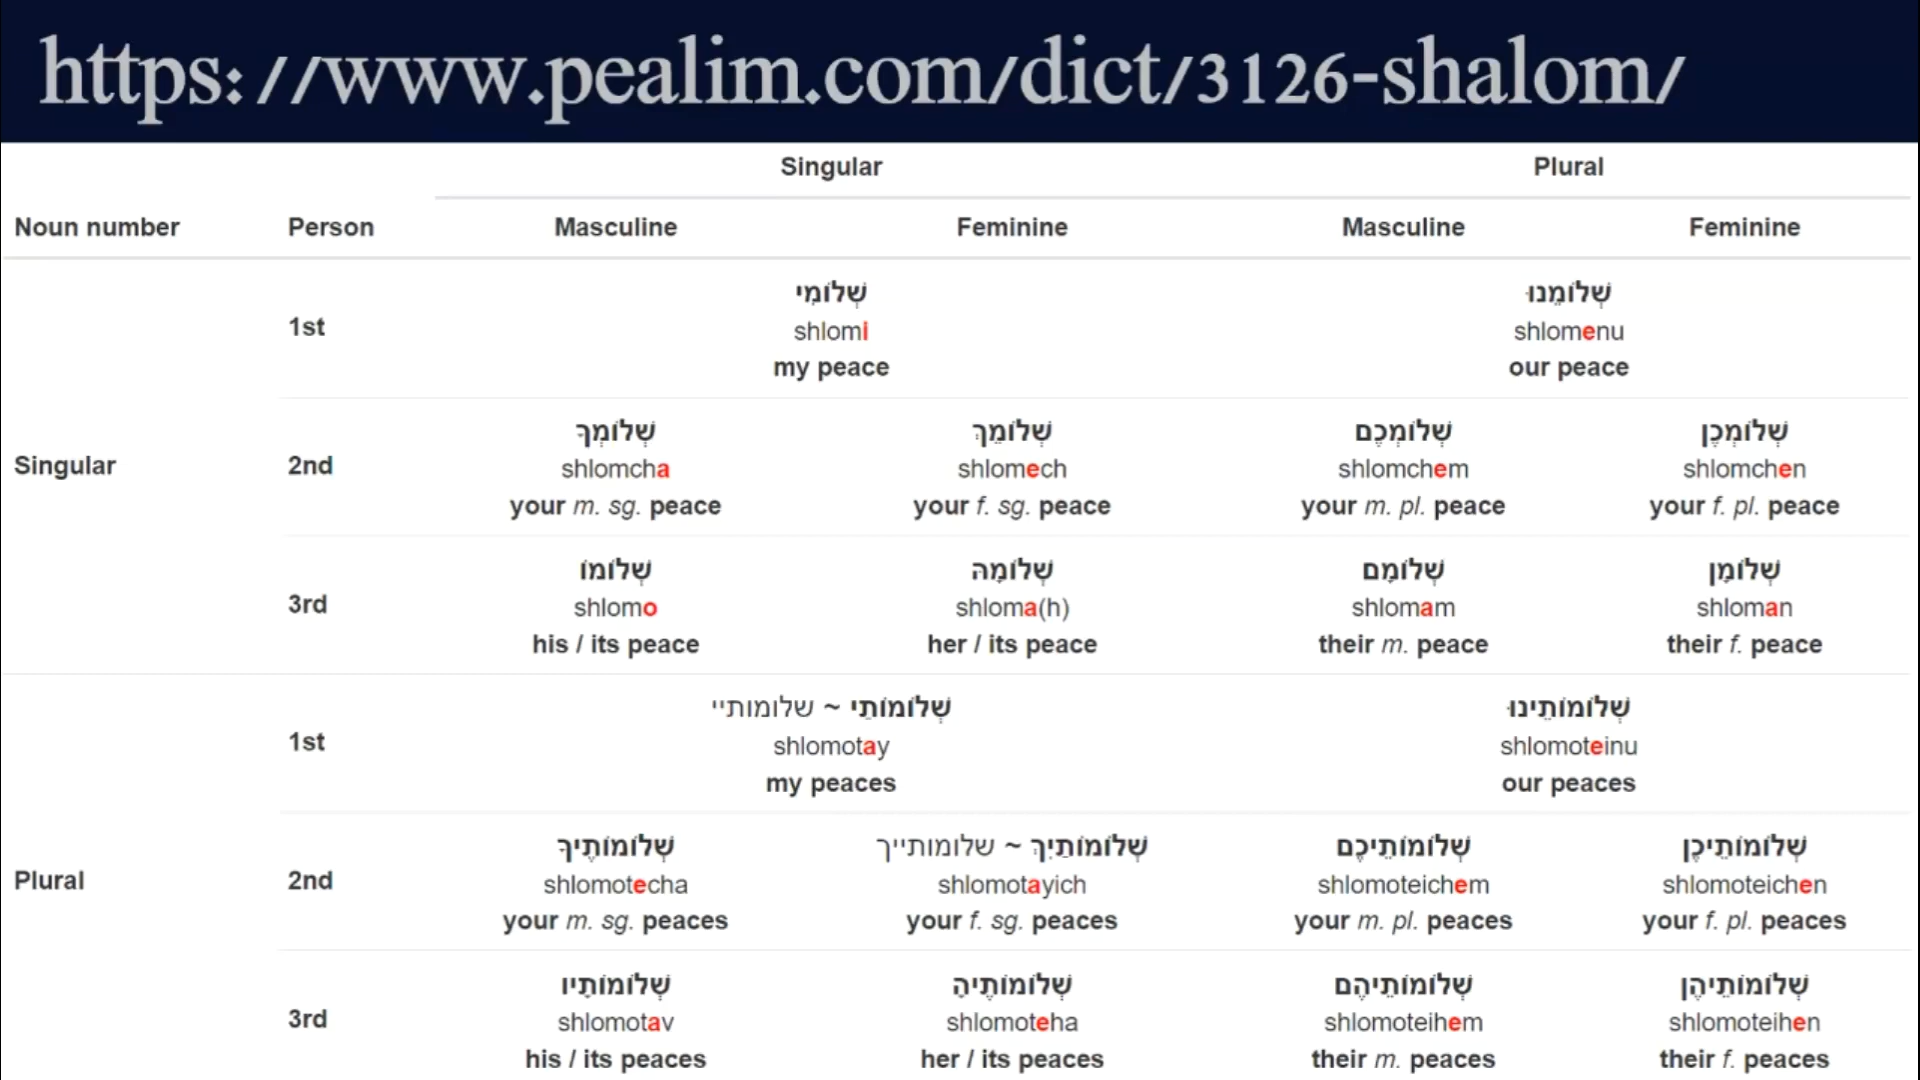 https://www.pealim.com/dict/3126-shalom/
Singular Plural
Noun number Person Masculine Feminine Masculine Feminine
שְׁלוֹמִי שְׁלוֹמֵנוּ
1st shlomi shlomenu
my peace our peace
שְׁלוֹמְךָ שְׁלוֹמֵךְ שְׁלוֹמְכֶם שְׁלוֹמְכֶן
Singular 2nd shlomcha shlomech shlomchem shlomchen
your m. sg. peace your f. sg. peace your m. pl. peace your f. pl. peace
שְׁלוֹמוֹ שְׁלוֹמָהּ שְׁלוֹמָם שְׁלוֹמָן
3rd shlomo shloma(h) shlomam shloman
his / its peace her / its peace their m. peace their f. peace
שְׁלוֹמוֹתַי ~ שלומותיי שְׁלוֹמוֹתֵינוּ
1st shlomotay shlomoteinu
my peaces our peaces
שְׁלוֹמוֹתֶיךָ שְׁלוֹמוֹתַיִךְ ~ שלומותייך שְׁלוֹמוֹתֵיכֶם שְׁלוֹמוֹתֵיכֶן
Plural 2nd shlomotecha shlomotayich shlomoteichem shlomoteichen
your m. sg. peaces your f. sg. peaces your m. pl. peaces your f. pl. peaces
שְׁלוֹמוֹתָיו שְׁלוֹמוֹתֶיהָ שְׁלוֹמוֹתֵיהֶם שְׁלוֹמוֹתֵיהֶן
3rd shlomotav shlomoteha shlomoteihem shlomoteihen
his / its peaces her / its peaces their m. peaces their f. peaces